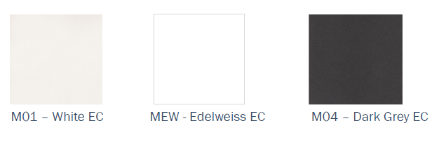 M01 – White EC
MEW - Edelweiss EC
M04 – Dark Grey EC